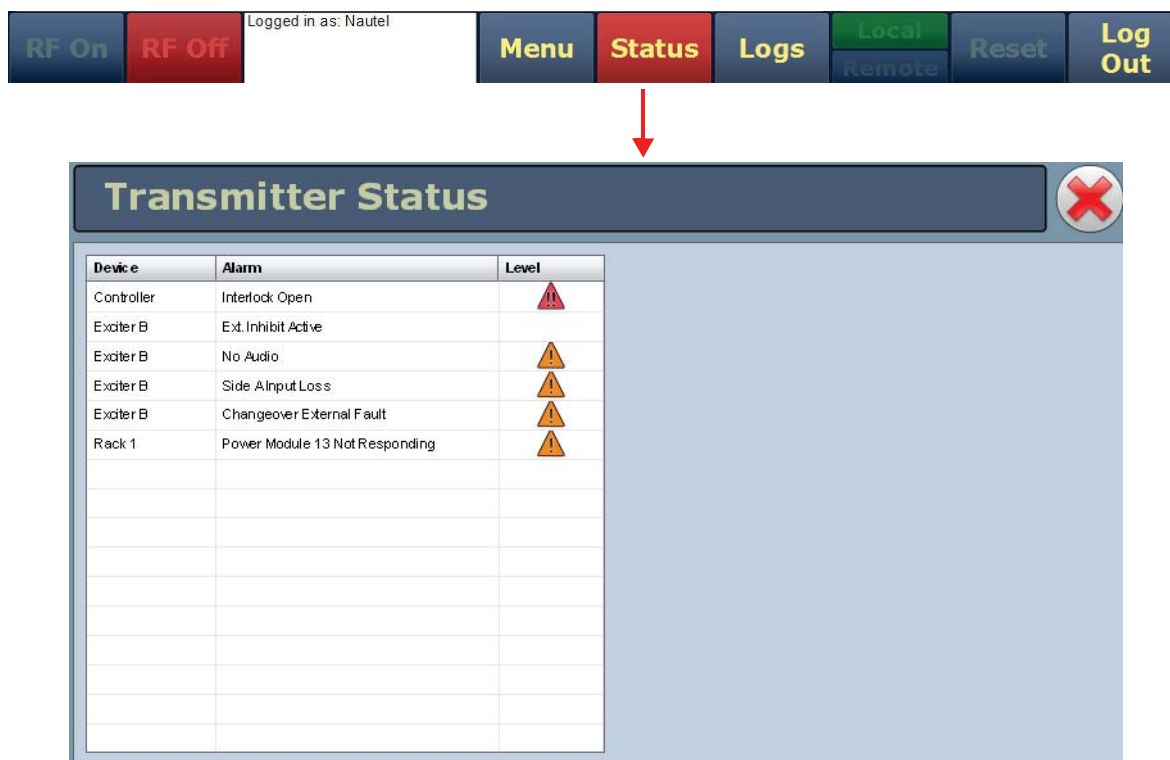 Logged in as: Nautel
RF On RF Off Menu Status Logs Local Remote Reset Log Out
Transmitter Status
Device Alarm Level
Controller Interlock Open
Exciter B Ext. Inhibit Active
Exciter B No Audio
Exciter B Side A Input Loss
Exciter B Changeover External Fault
Rack 1 Power Module 13 Not Responding